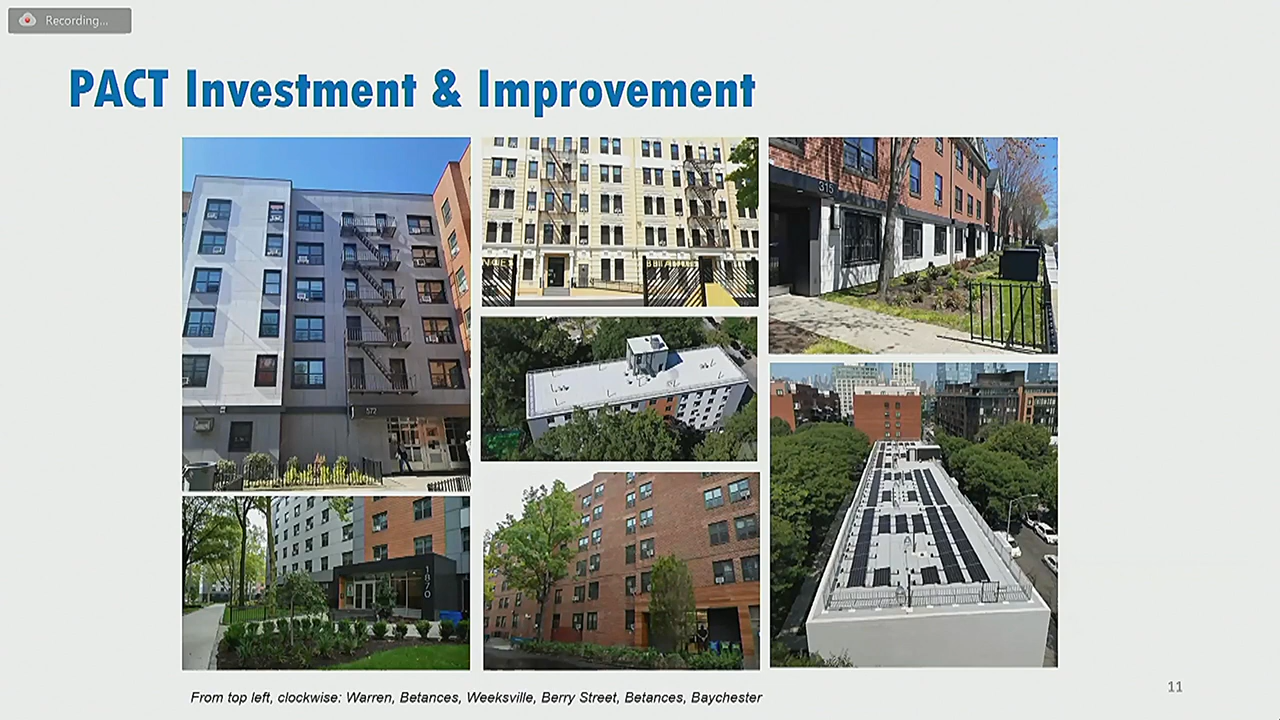 Recording...
PACT Investment & Improvement
315
572
1870
From top left, clockwise: Warren, Betances, Weeksville, Berry Street, Betances, Baychester
11